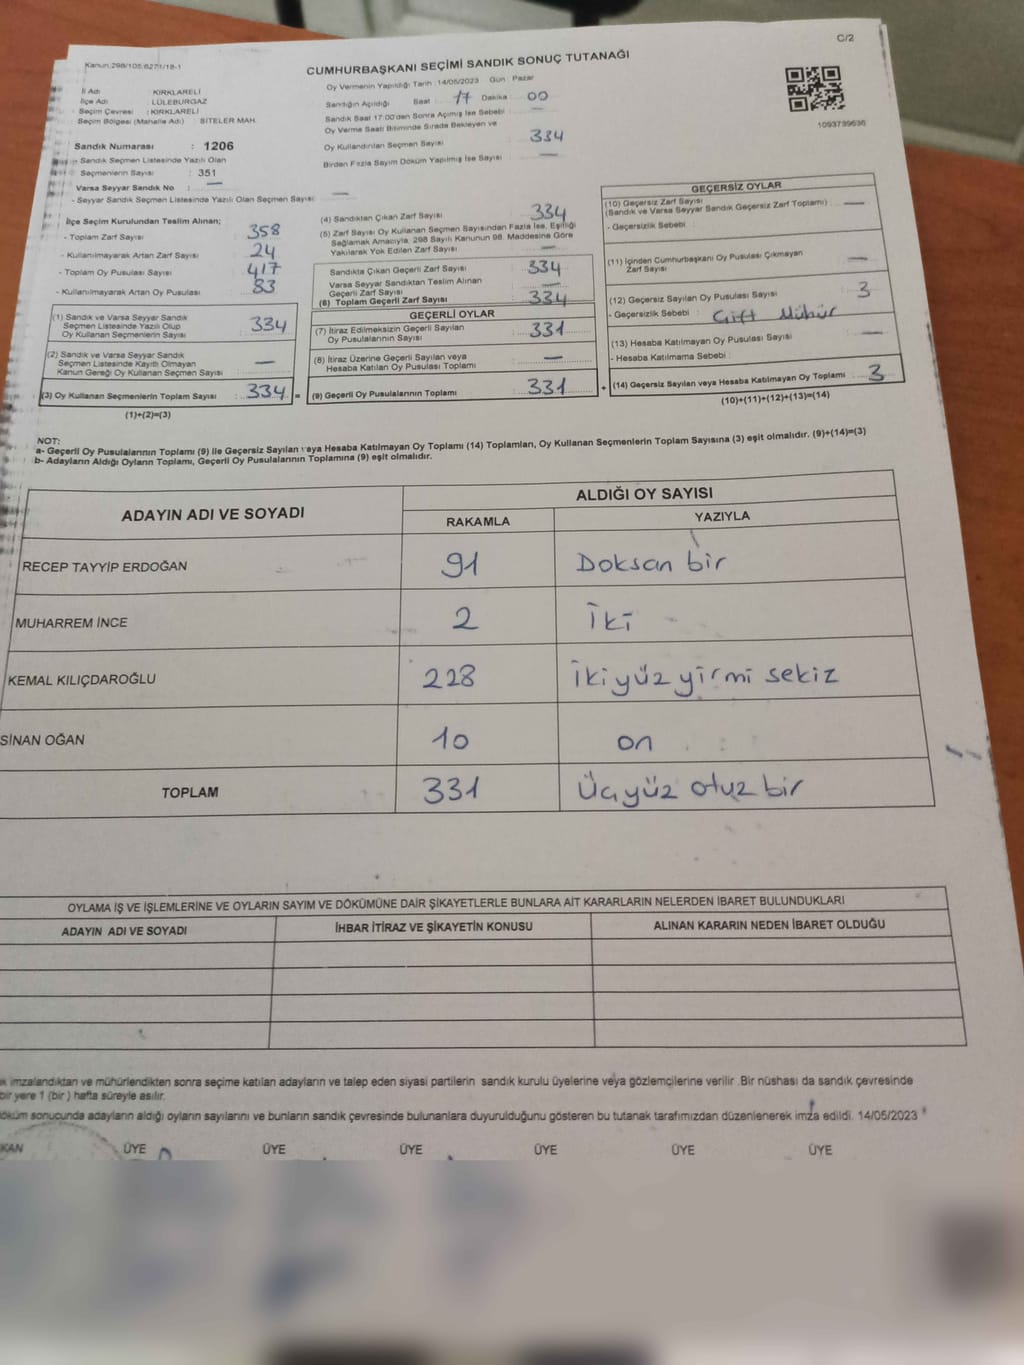 C/2
Kanun:298/105;6271/18-1
CUMHURBAŞKANI SEÇİMİ SANDIK SONUÇ TUTANAĞI
İl Adı : KIRKLARELİ
İlçe Adı : LÜLEBURGAZ
Seçim Çevresi : KIRKLARELİ
Seçim Bölgesi (Mahalle Adı) : SİTELER MAH.
Sandık Numarası : 1206
- Sandık Seçmen Listesinde Yazılı Olan
Seçmenlerin Sayısı : 351
Varsa Seyyar Sandık No : —
- Seyyar Sandık Seçmen Listesinde Yazılı Olan Seçmen Sayısı : —
Oy Vermenin Yapıldığı Tarih :14/05/2023 Gün : Pazar
Sandığın Açıldığı Saat : 17 Dakika : 00
Sandık Saat 17:00'den Sonra Açılmış İse Sebebi : —
Oy Verme Saati Bitiminde Sırada Bekleyen ve
Oy Kullandırılan Seçmen Sayısı : 334
Birden Fazla Sayım Döküm Yapılmış İse Sayısı : —
1093739636
İlçe Seçim Kurulundan Teslim Alınan;
- Toplam Zarf Sayısı : 358
- Kullanılmayarak Artan Zarf Sayısı : 24
- Toplam Oy Pusulası Sayısı : 417
- Kullanılmayarak Artan Oy Pusulası : 83
(1) Sandık ve Varsa Seyyar Sandık
Seçmen Listesinde Yazılı Olup
Oy Kullanan Seçmenlerin Sayısı : 334
(2) Sandık ve Varsa Seyyar Sandık
Seçmen Listesinde Kayıtlı Olmayan
Kanun Gereği Oy Kullanan Seçmen Sayısı : —
(3) Oy Kullanan Seçmenlerin Toplam Sayısı : 334 =
(1)+(2)=(3)
(4) Sandıktan Çıkan Zarf Sayısı : 334
(5) Zarf Sayısı Oy Kullanan Seçmen Sayısından Fazla İse, Eşitliği
Sağlamak Amacıyla, 298 Sayılı Kanunun 98. Maddesine Göre
Yakılarak Yok Edilen Zarf Sayısı : —
Sandıkta Çıkan Geçerli Zarf Sayısı : 334
Varsa Seyyar Sandıktan Teslim Alınan
Geçerli Zarf Sayısı : —
(6) Toplam Geçerli Zarf Sayısı : 334
GEÇERLİ OYLAR
(7) İtiraz Edilmeksizin Geçerli Sayılan
Oy Pusulalarının Sayısı : 331
(8) İtiraz Üzerine Geçerli Sayılan veya
Hesaba Katılan Oy Pusulası Toplamı : —
(9) Geçerli Oy Pusulalarının Toplamı : 331 +
GEÇERSİZ OYLAR
(10) Geçersiz Zarf Sayısı
(Sandık ve Varsa Seyyar Sandık Geçersiz Zarf Toplamı) : —
- Geçersizlik Sebebi :
(11) İçinden Cumhurbaşkanı Oy Pusulası Çıkmayan
Zarf Sayısı : —
(12) Geçersiz Sayılan Oy Pusulası Sayısı : 3
- Geçersizlik Sebebi : Çift Mühür
(13) Hesaba Katılmayan Oy Pusulası Sayısı : —
- Hesaba Katılmama Sebebi :
(14) Geçersiz Sayılan veya Hesaba Katılmayan Oy Toplamı : 3
(10)+(11)+(12)+(13)=(14)
NOT:
a- Geçerli Oy Pusulalarının Toplamı (9) ile Geçersiz Sayılan veya Hesaba Katılmayan Oy Toplamı (14) Toplamları, Oy Kullanan Seçmenlerin Toplam Sayısına (3) eşit olmalıdır. (9)+(14)=(3)
b- Adayların Aldığı Oyların Toplamı, Geçerli Oy Pusulalarının Toplamına (9) eşit olmalıdır.
ADAYIN ADI VE SOYADI
ALDIĞI OY SAYISI
RAKAMLA YAZIYLA
RECEP TAYYİP ERDOĞAN 91 Doksan bir
MUHARREM İNCE 2 İki
KEMAL KILIÇDAROĞLU 228 İkiyüz yirmi sekiz
SİNAN OĞAN 10 on
TOPLAM 331 Üçyüz otuz bir
OYLAMA İŞ VE İŞLEMLERİNE VE OYLARIN SAYIM VE DÖKÜMÜNE DAİR ŞİKAYETLERLE BUNLARA AİT KARARLARIN NELERDEN İBARET BULUNDUKLARI
ADAYIN ADI VE SOYADI İHBAR İTİRAZ VE ŞİKAYETİN KONUSU ALINAN KARARIN NEDEN İBARET OLDUĞU
imzalandıktan ve mühürlendikten sonra seçime katılan adayların ve talep eden siyasi partilerin sandık kurulu üyelerine veya gözlemcilerine verilir .Bir nüshası da sandık çevresinde
bir yere 1 (bir ) hafta süreyle asılır.
döküm sonucunda adayların aldığı oyların sayılarını ve bunların sandık çevresinde bulunanlara duyurulduğunu gösteren bu tutanak tarafımızdan düzenlenerek imza edildi. 14/05/2023
KAN ÜYE ÜYE ÜYE ÜYE ÜYE ÜYE